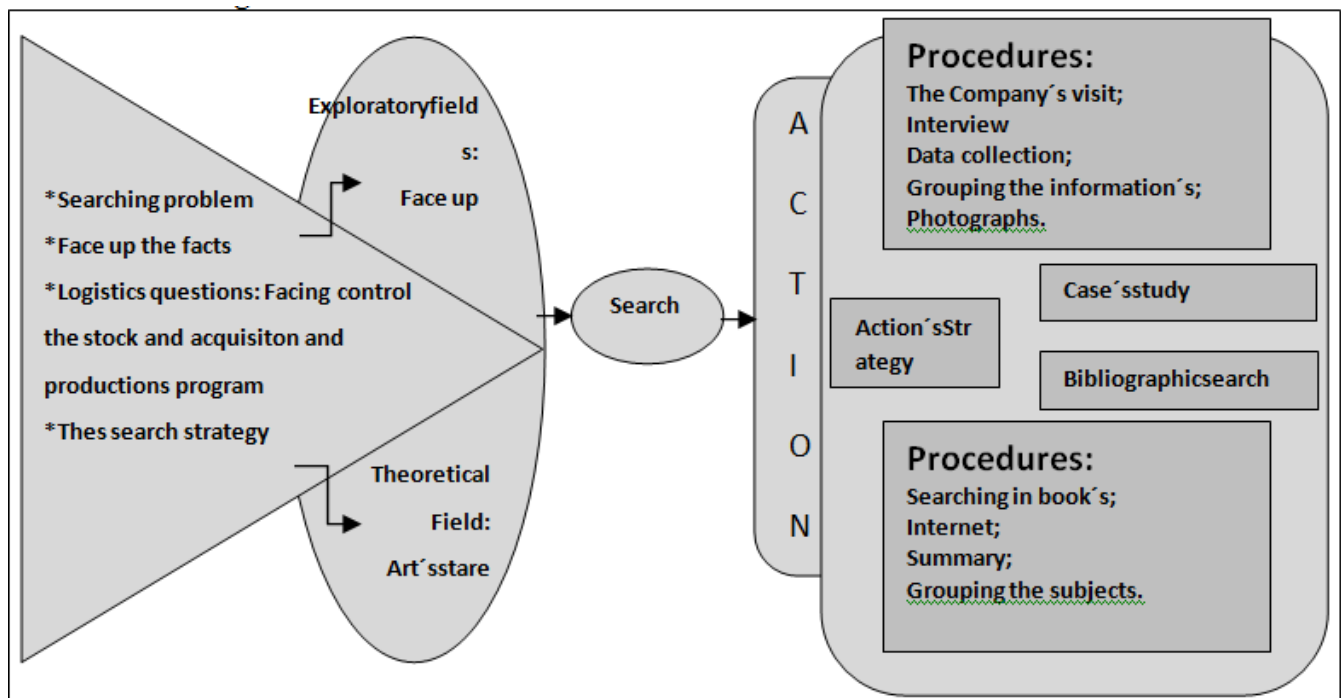 *Searching problem
*Face up the facts
*Logistics questions: Facing control
the stock and acquisiton and
productions program
*Thes search strategy
Exploratoryfield
s:
Face up
Theoretical
Field:
Art´sstare
Search
A
C
T
I
O
N
Procedures:
The Company´s visit;
Interview
Data collection;
Grouping the information´s;
Photographs.
Action´sStr
ategy
Case´sstudy
Bibliographicsearch
Procedures:
Searching in book´s;
Internet;
Summary;
Grouping the subjects.